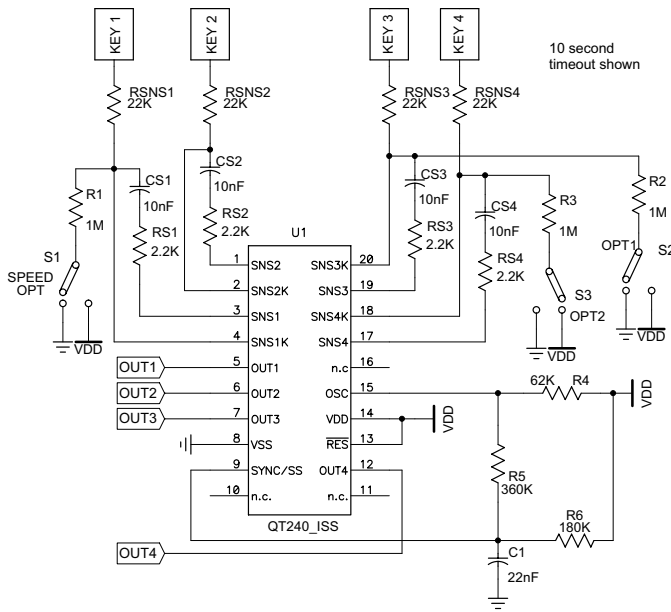 KEY 1
KEY 2
KEY 3
KEY 4
10 second
timeout shown
RSNS1
22K
RSNS2
22K
RSNS3
22K
RSNS4
22K
CS1
10nF
CS2
10nF
CS3
10nF
CS4
10nF
R1
1M
R2
1M
R3
1M
RS1
2.2K
RS2
2.2K
RS3
2.2K
RS4
2.2K
S1
SPEED
OPT
VDD
OPT1
S2
VDD
S3
OPT2
VDD
U1
1 SNS2
2 SNS2K
3 SNS1
4 SNS1K
5 OUT1
6 OUT2
7 OUT3
8 VSS
9 SYNC/SS
10 n.c.
SNS3K 20
SNS3 19
SNS4K 18
SNS4 17
n.c 16
OSC 15
VDD 14
RES 13
OUT4 12
n.c. 11
QT240_ISS
OUT1
OUT2
OUT3
OUT4
VDD
62K R4
VDD
R5
360K
R6
180K
C1
22nF